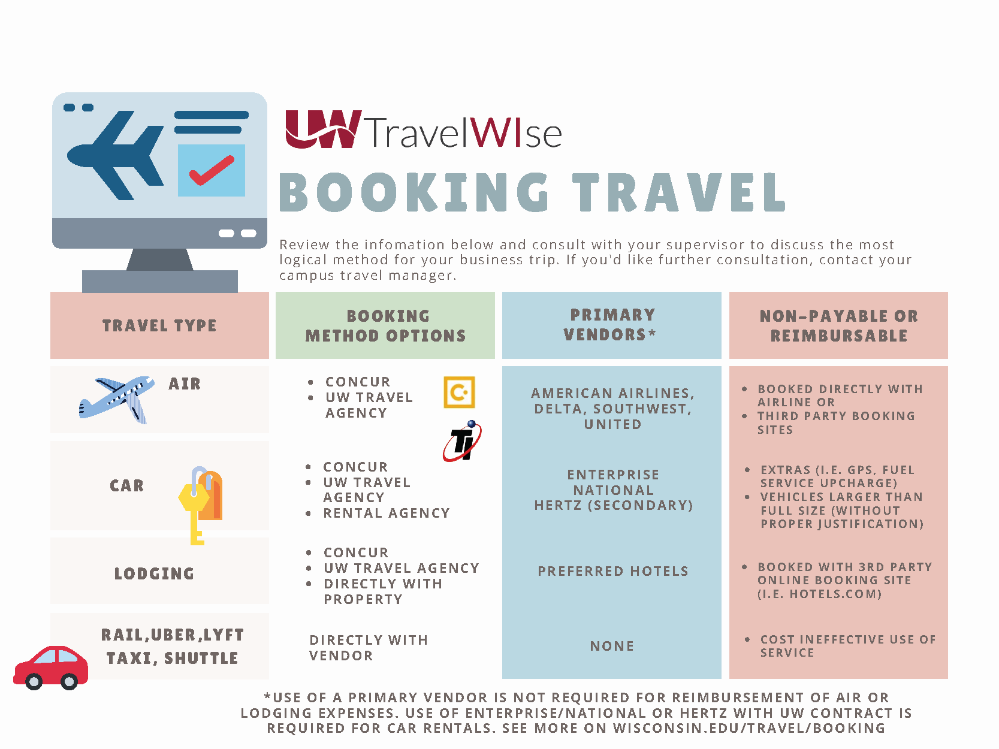 UW TravelWIse
BOOKING TRAVEL
Review the infomation below and consult with your supervisor to discuss the most
logical method for your business trip. If you'd like further consultation, contact your
campus travel manager.
TRAVEL TYPE
BOOKING
METHOD OPTIONS
PRIMARY
VENDORS*
NON-PAYABLE OR
REIMBURSABLE
AIR
• CONCUR
• UW TRAVEL
AGENCY
C
TI
AMERICAN AIRLINES,
DELTA, SOUTHWEST,
UNITED
• BOOKED DIRECTLY WITH
AIRLINE OR
• THIRD PARTY BOOKING
SITES
CAR
• CONCUR
• UW TRAVEL
AGENCY
• RENTAL AGENCY
ENTERPRISE
NATIONAL
HERTZ (SECONDARY)
• EXTRAS (I.E. GPS, FUEL
SERVICE UPCHARGE)
• VEHICLES LARGER THAN
FULL SIZE (WITHOUT
PROPER JUSTIFICATION)
LODGING
• CONCUR
• UW TRAVEL AGENCY
• DIRECTLY WITH
PROPERTY
PREFERRED HOTELS
• BOOKED WITH 3RD PARTY
ONLINE BOOKING SITE
(I.E. HOTELS.COM)
RAIL,UBER,LYFT
TAXI, SHUTTLE
DIRECTLY WITH
VENDOR
NONE
• COST INEFFECTIVE USE OF
SERVICE
*USE OF A PRIMARY VENDOR IS NOT REQUIRED FOR REIMBURSEMENT OF AIR OR
LODGING EXPENSES. USE OF ENTERPRISE/NATIONAL OR HERTZ WITH UW CONTRACT IS
REQUIRED FOR CAR RENTALS. SEE MORE ON WISCONSIN.EDU/TRAVEL/BOOKING